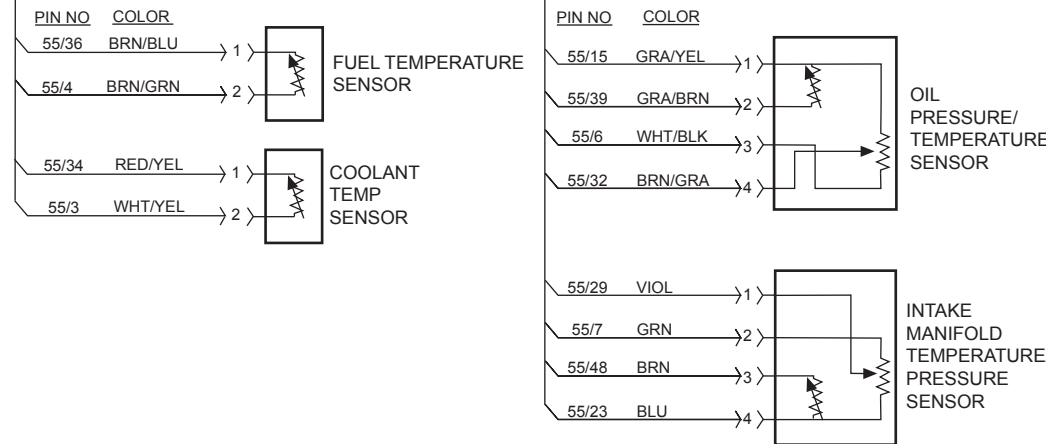 PIN NO COLOR
55/36 BRN/BLU 1
55/4 BRN/GRN 2
FUEL TEMPERATURE
SENSOR
55/34 RED/YEL 1
55/3 WHT/YEL 2
COOLANT
TEMP
SENSOR
PIN NO COLOR
55/15 GRA/YEL 1
55/39 GRA/BRN 2
55/6 WHT/BLK 3
55/32 BRN/GRA 4
OIL
PRESSURE/
TEMPERATURE
SENSOR
55/29 VIOL 1
55/7 GRN 2
55/48 BRN 3
55/23 BLU 4
INTAKE
MANIFOLD
TEMPERATURE
PRESSURE
SENSOR